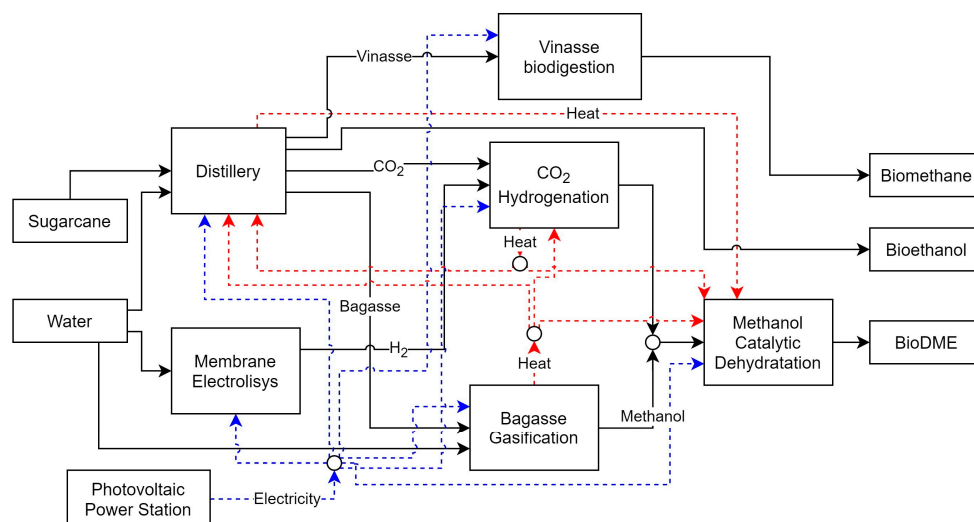 Vinasse
biodigestion
Vinasse
Heat
Distillery
CO2
CO2
Hydrogenation
Biomethane
Sugarcane
Heat
Bioethanol
Bagasse
Water
H2
Membrane
Electrolisys
Heat
Methanol
Catalytic
Dehydratation
BioDME
Methanol
Bagasse
Gasification
Photovoltaic
Power Station
Electricity